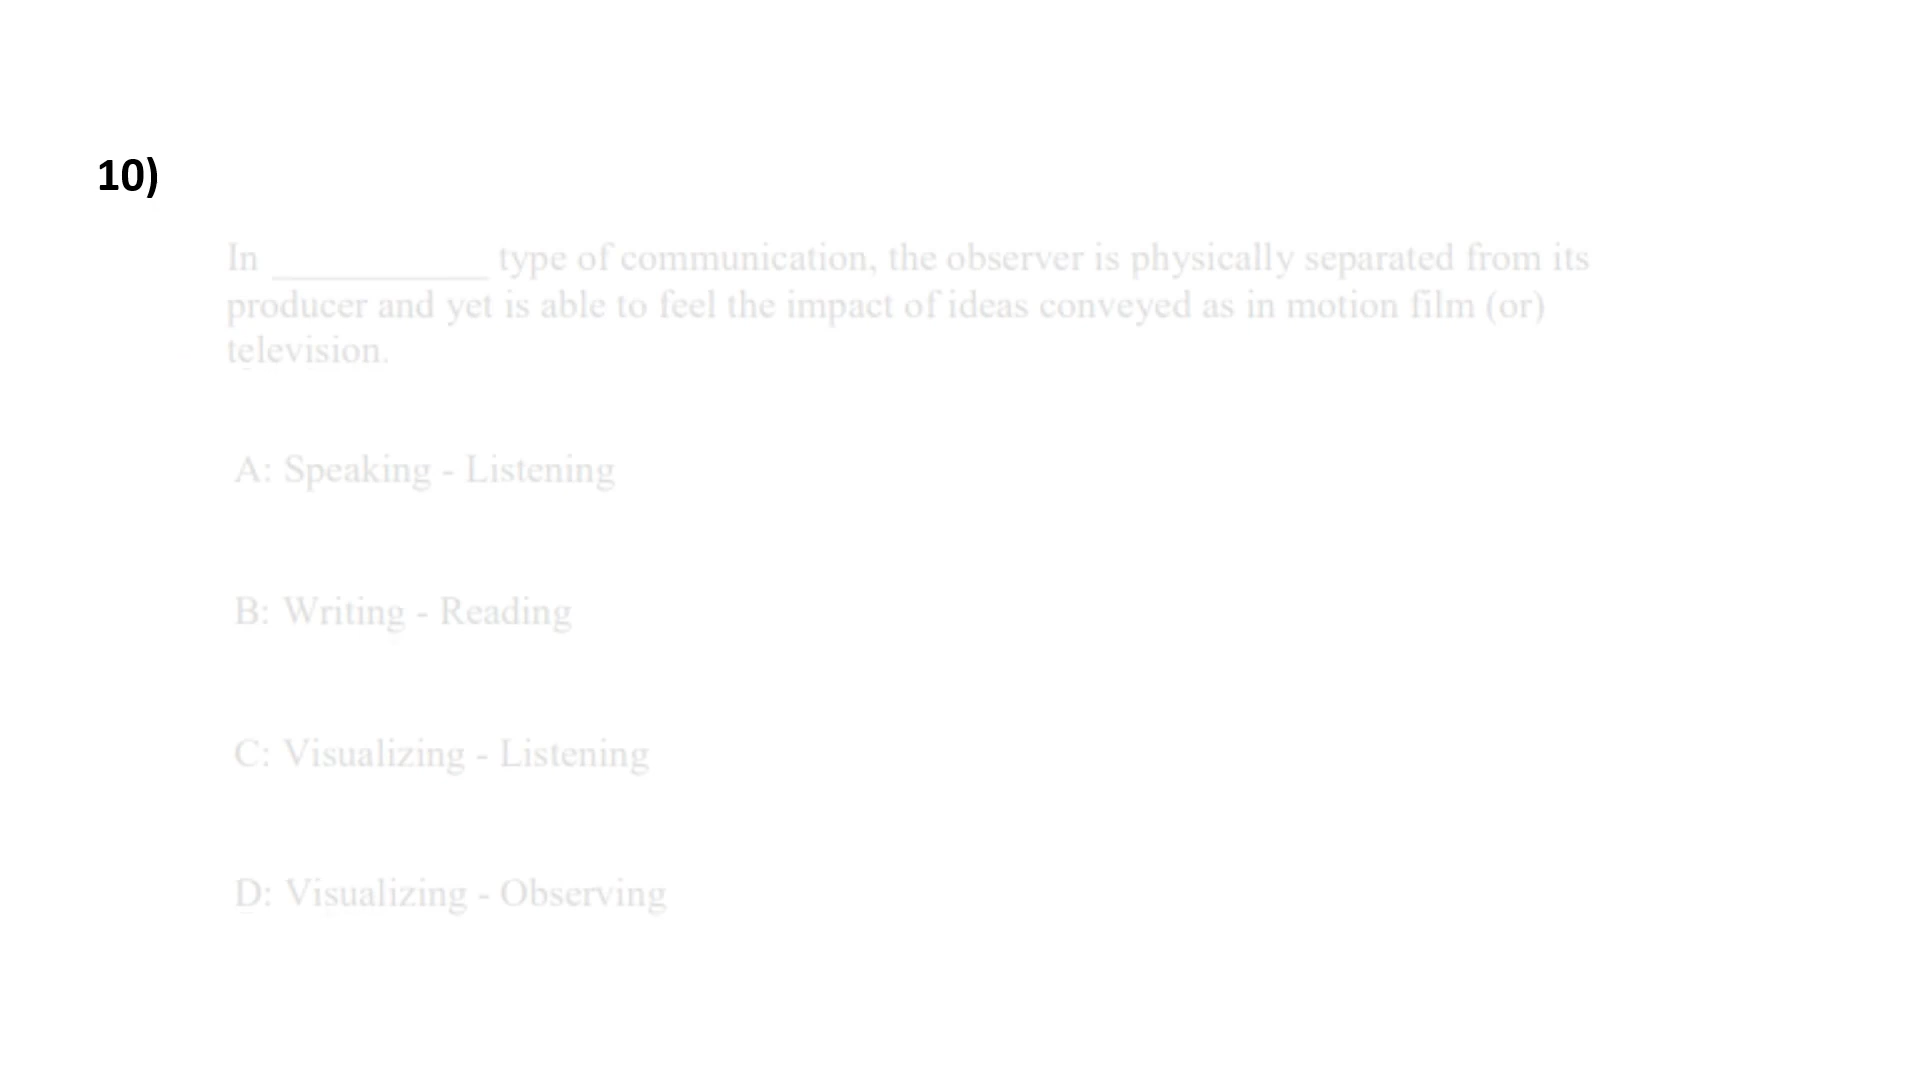 10)
In ___________ type of communication, the observer is physically separated from its
producer and yet is able to feel the impact of ideas conveyed as in motion film (or)
television.
A: Speaking - Listening
B: Writing - Reading
C: Visualizing - Listening
D: Visualizing - Observing